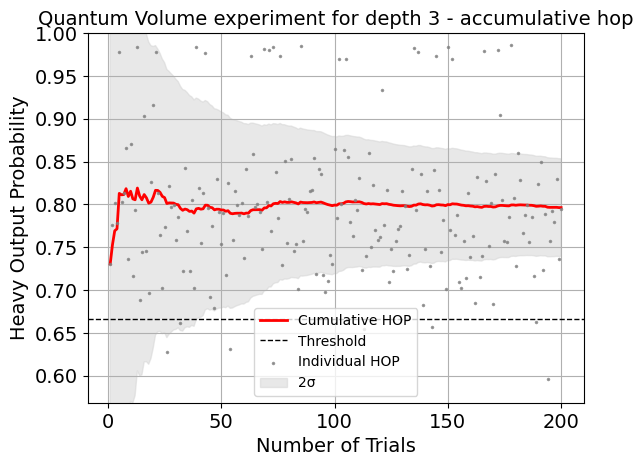 Quantum Volume experiment for depth 3 - accumulative hop
Heavy Output Probability
1.00
0.95
0.90
0.85
0.80
0.75
0.70
0.65
0.60
Cumulative HOP
Threshold
Individual HOP
2σ
0 50 100 150 200
Number of Trials